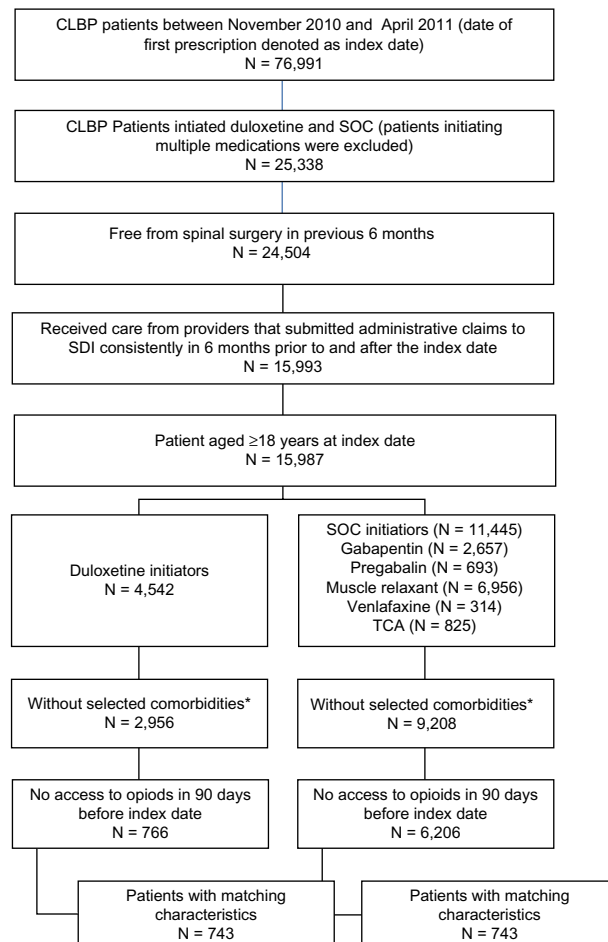 CLBP patients between November 2010 and April 2011 (date of
first prescription denoted as index date)
N = 76,991
CLBP Patients intiated duloxetine and SOC (patients initiating
multiple medications were excluded)
N = 25,338
Free from spinal surgery in previous 6 months
N = 24,504
Received care from providers that submitted administrative claims to
SDI consistently in 6 months prior to and after the index date
N = 15,993
Patient aged ≥18 years at index date
N = 15,987
Duloxetine initiators
N = 4,542
SOC initiatiors (N = 11,445)
Gabapentin (N = 2,657)
Pregabalin (N = 693)
Muscle relaxant (N = 6,956)
Venlafaxine (N = 314)
TCA (N = 825)
Without selected comorbidities*
N = 2,956
Without selected comorbidities*
N = 9,208
No access to opiods in 90 days
before index date
N = 766
No access to opioids in 90 days
before index date
N = 6,206
Patients with matching
characteristics
N = 743
Patients with matching
characteristics
N = 743